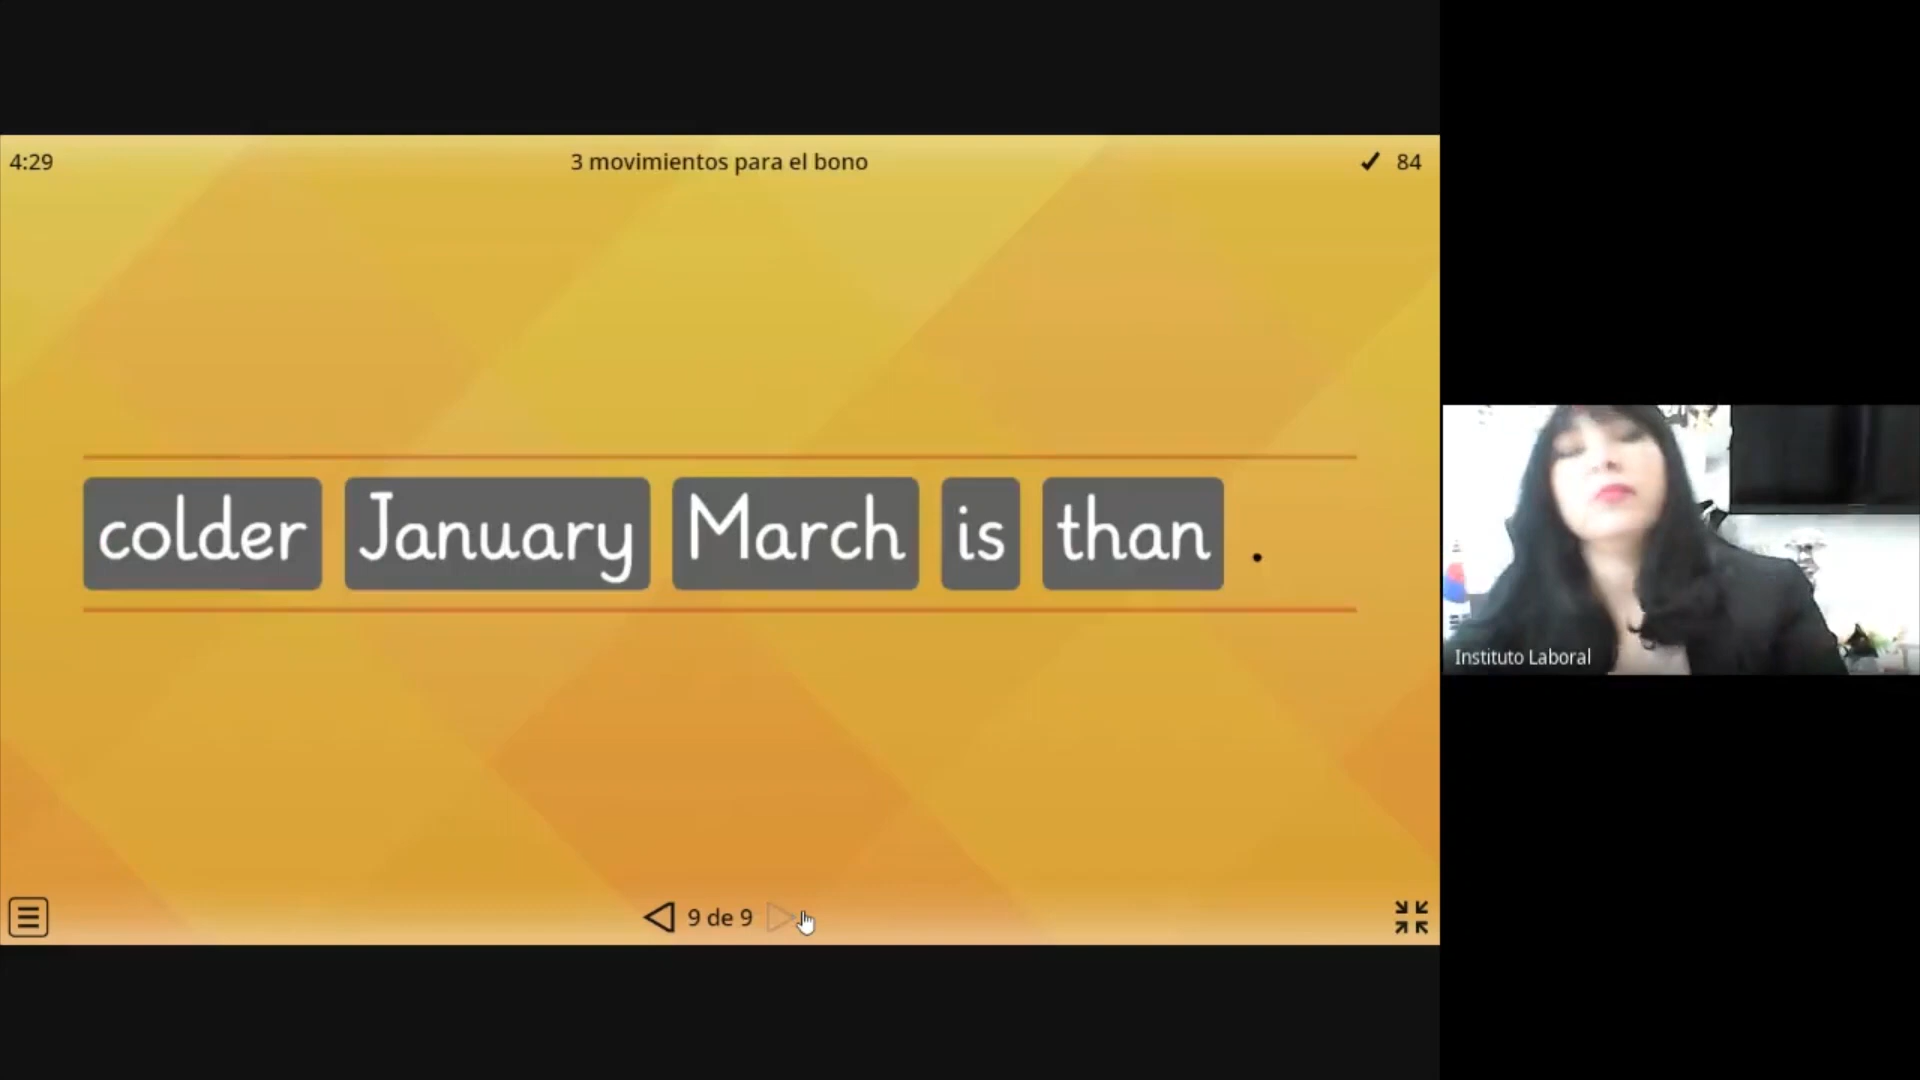 4:29 3 movimientos para el bono ✓ 84
colder January March is than .
Instituto Laboral
9 de 9